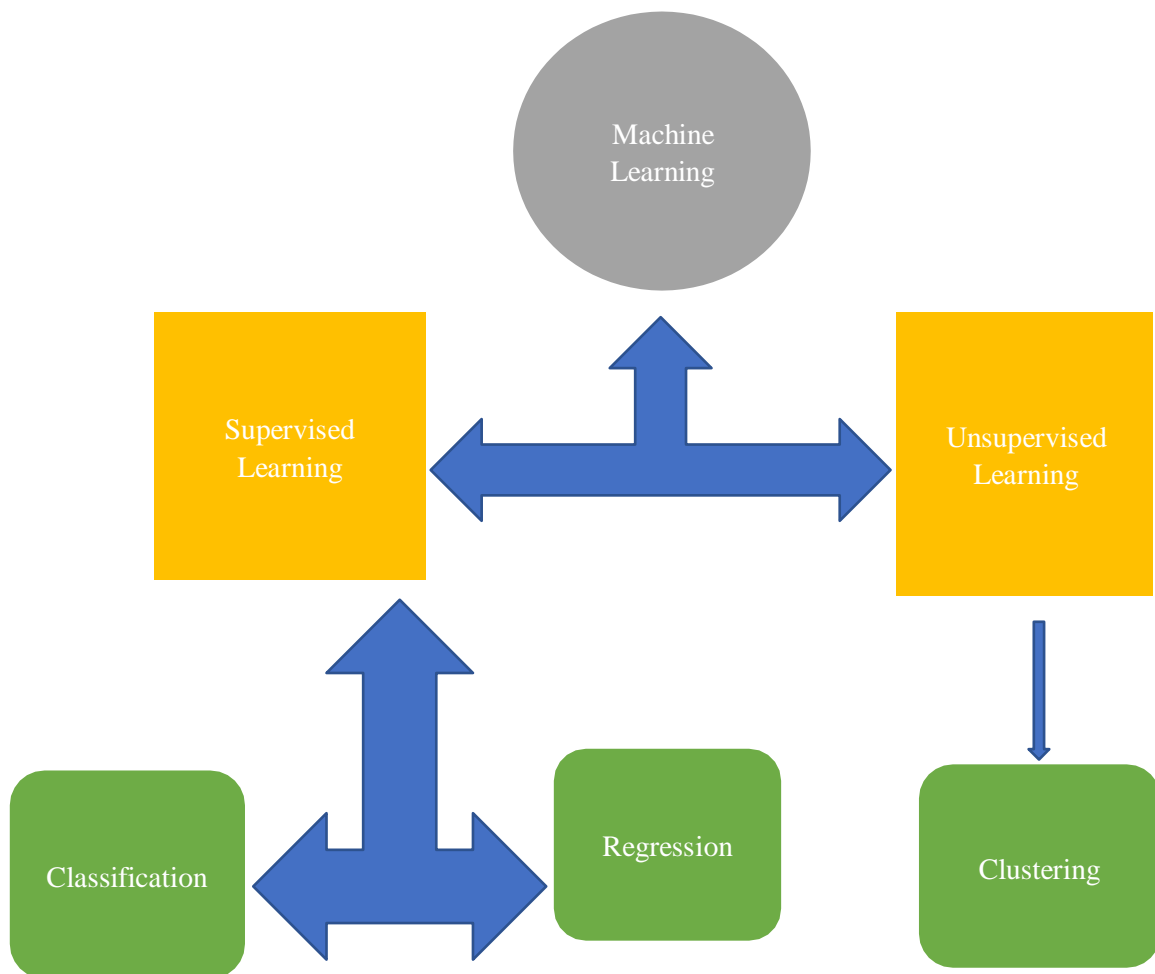 Machine
Learning
Supervised
Learning
Unsupervised
Learning
Classification
Regression
Clustering